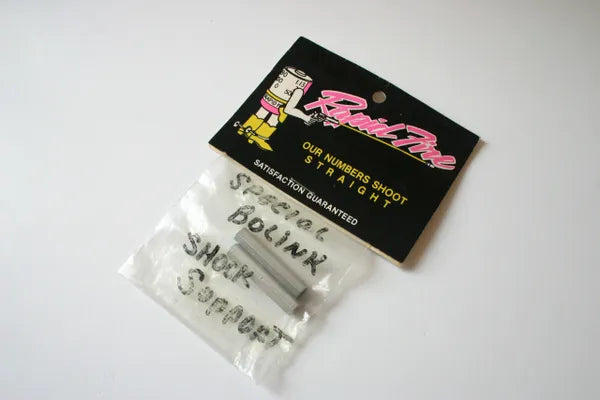 Rapid Fire
OUR NUMBERS SHOOT
STRAIGHT
SATISFACTION GUARANTEED
SPECIAL
BOLINK
SHOCK
SUPPORT